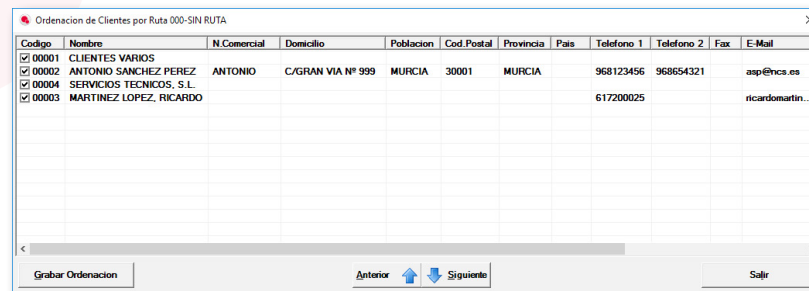 Ordenacion de Clientes por Ruta 000-SIN RUTA
Codigo Nombre N.Comercial Domicilio Poblacion Cod.Postal Provincia Pais Telefono 1 Telefono 2 Fax E-Mail
00001 CLIENTES VARIOS
00002 ANTONIO SANCHEZ PEREZ ANTONIO C/GRAN VIA Nº 999 MURCIA 30001 MURCIA 968123456 968654321 asp@ncs.es
00004 SERVICIOS TECNICOS, S.L.
00003 MARTINEZ LOPEZ, RICARDO 617200025 ricardomartin...
Grabar Ordenacion Anterior Siguiente Salir